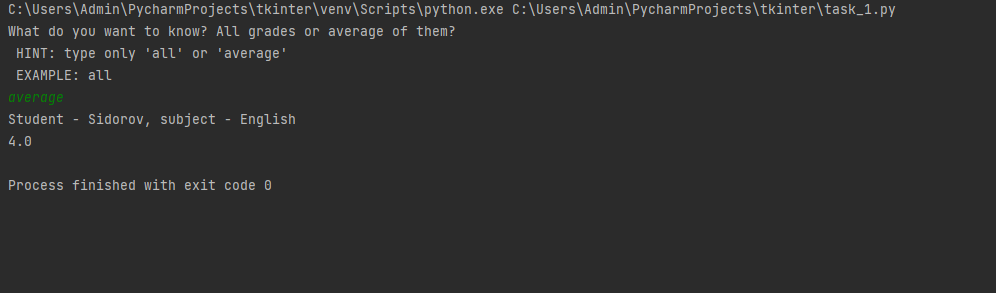 C:\Users\Admin\PycharmProjects\tkinter\venv\Scripts\python.exe C:\Users\Admin\PycharmProjects\tkinter\task_1.py
What do you want to know? All grades or average of them?
 HINT: type only 'all' or 'average'
 EXAMPLE: all
average
Student - Sidorov, subject - English
4.0
Process finished with exit code 0